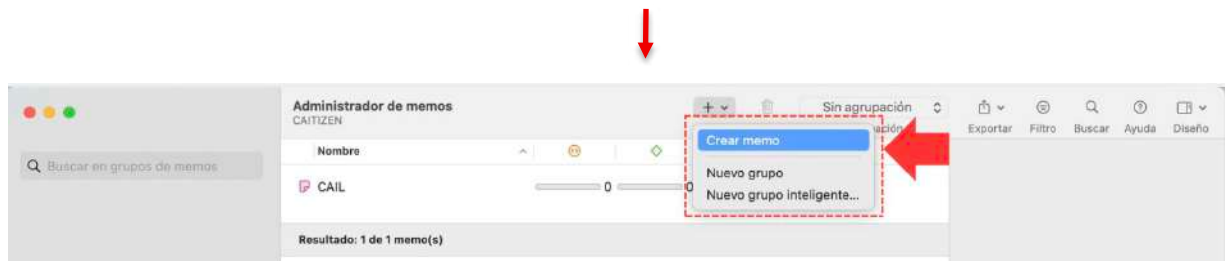 Administrador de memos
CAITIZEN
Sin agrupación
Exportar Filtro Buscar Ayuda Diseño
Buscar en grupos de memos
Nombre
Crear memo
CAIL 0 0
Nuevo grupo
Nuevo grupo inteligente...
Resultado: 1 de 1 memo(s)